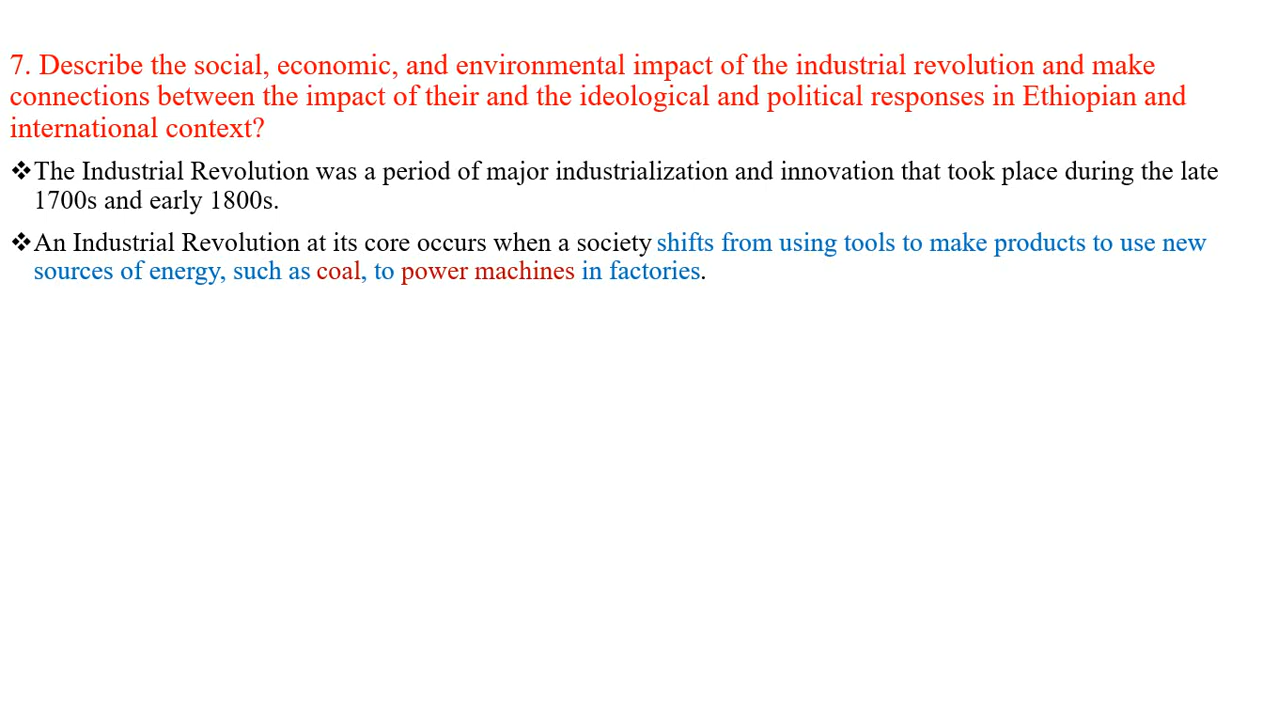 7. Describe the social, economic, and environmental impact of the industrial revolution and make
connections between the impact of their and the ideological and political responses in Ethiopian and
international context?
❖The Industrial Revolution was a period of major industrialization and innovation that took place during the late
1700s and early 1800s.
❖An Industrial Revolution at its core occurs when a society shifts from using tools to make products to use new
sources of energy, such as coal, to power machines in factories.